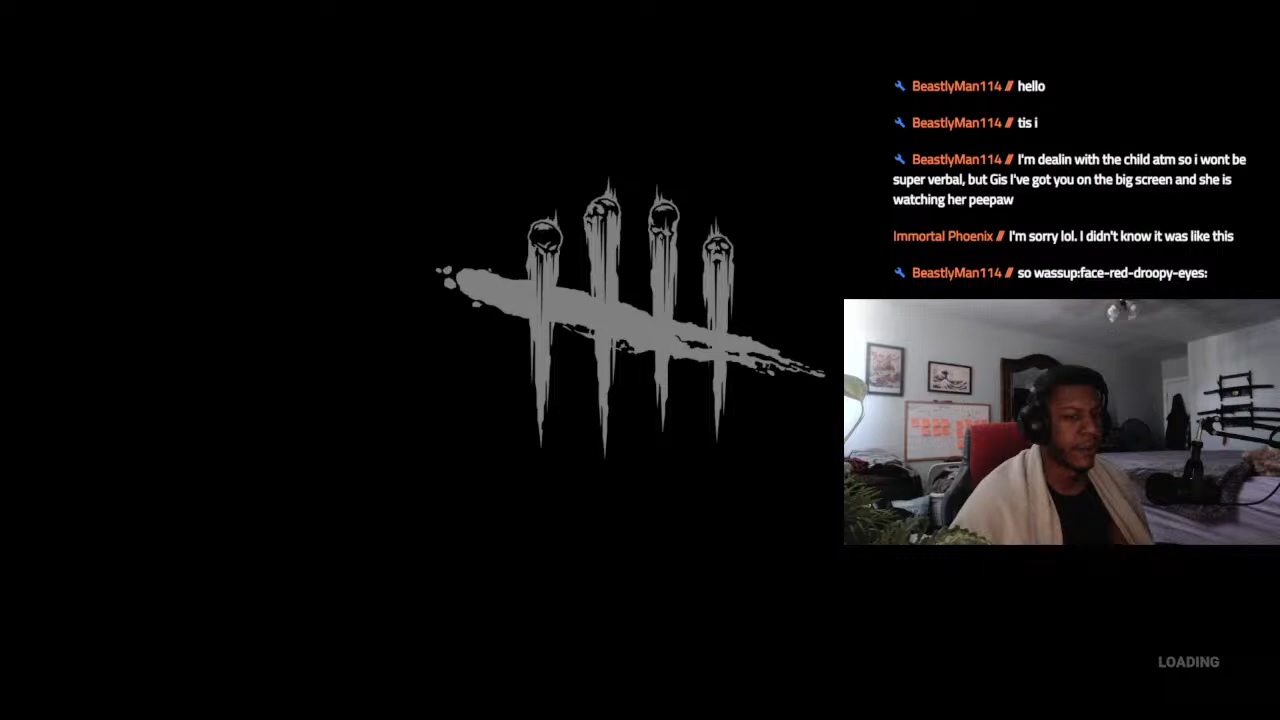 BeastlyMan114 // hello
BeastlyMan114 // tis i
BeastlyMan114 // I'm dealin with the child atm so i wont be
super verbal, but Gis I've got you on the big screen and she is
watching her peepaw
Immortal Phoenix // I'm sorry lol. I didn't know it was like this
BeastlyMan114 // so wassup:face-red-droopy-eyes:
LOADING